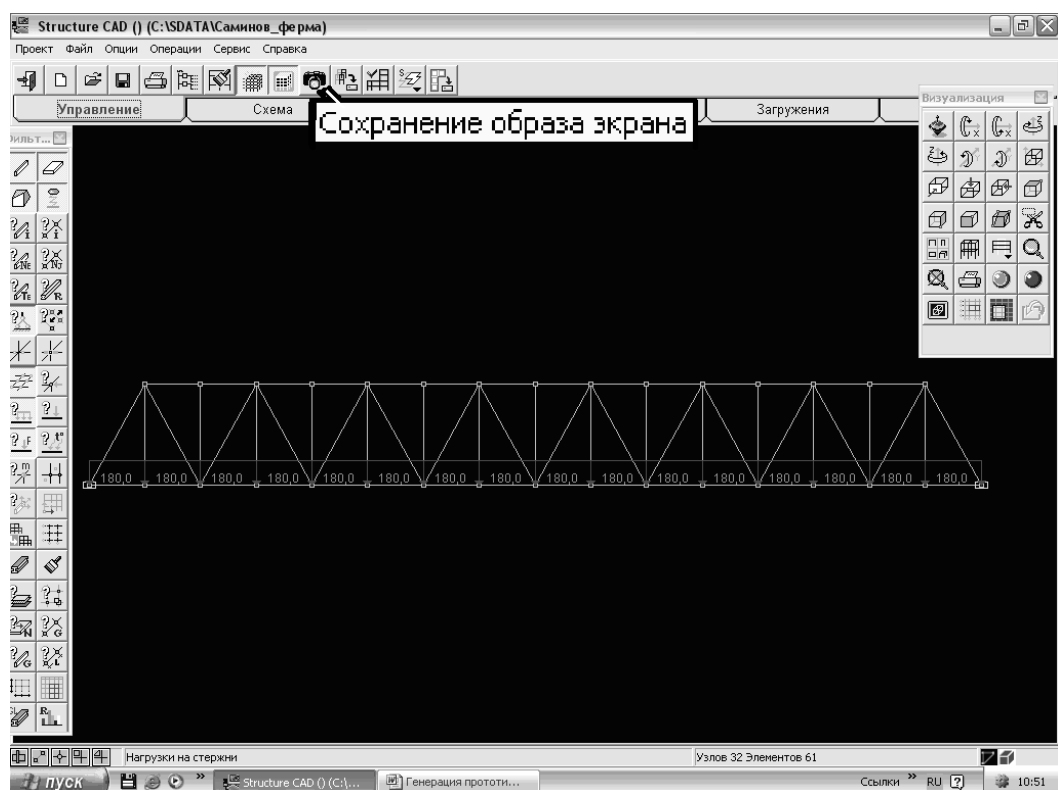 Structure CAD () (C:\SDATA\Саминов_ферма)
Проект Файл Опции Операции Сервис Справка
Управление Схема Загружения
Сохранение образа экрана
Визуализация
180,0 180,0 180,0 180,0 180,0 180,0 180,0 180,0 180,0 180,0 180,0 180,0 180,0 180,0 180,0 180,0
Нагрузки на стержни Узлов 32 Элементов 61
пуск Structure CAD () (C:\... Генерация прототи... Ссылки » RU 10:51